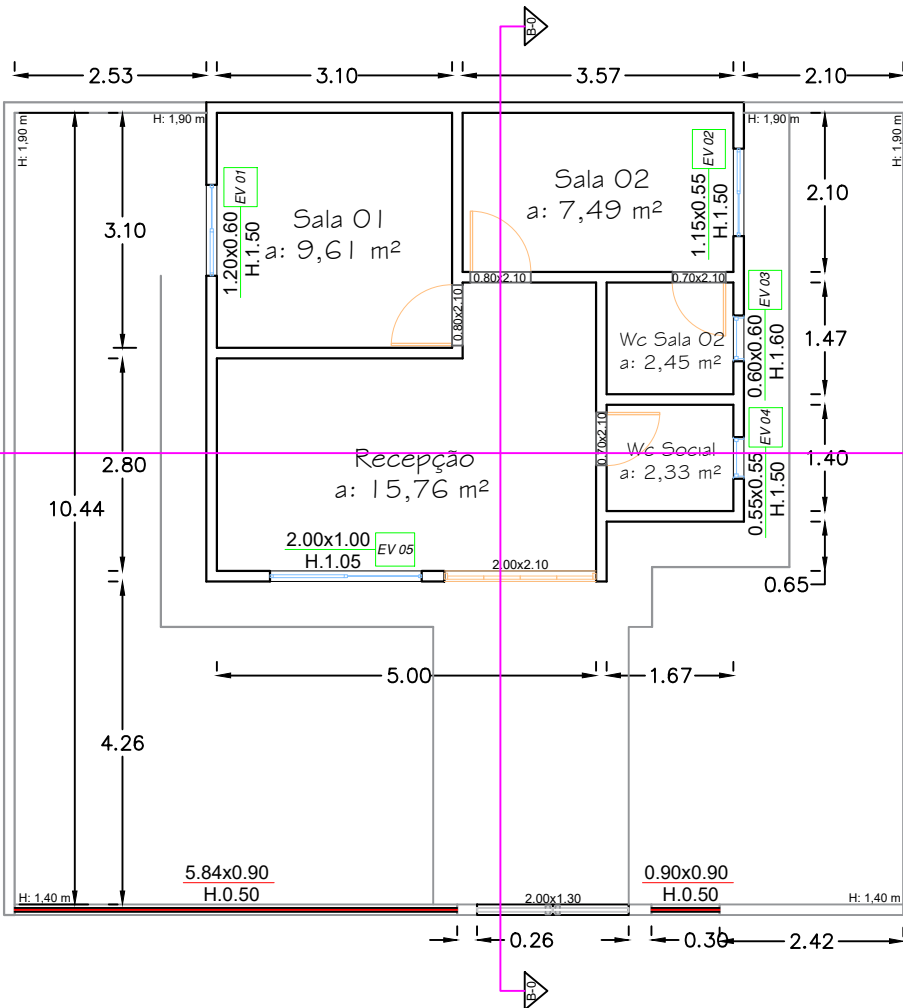 B-0
2.53
3.10
3.57
2.10
H: 1,90 m
H: 1,90 m
H: 1,90 m
H: 1,90 m
EV 01
1.20x0.60
H.1.50
Sala 01
a: 9,61 m²
Sala 02
a: 7,49 m²
EV 02
1.15x0.55
H.1.50
2.10
3.10
0.80x2.10
0.70x2.10
0.80x2.10
Wc Sala 02
a: 2,45 m²
EV 03
0.60x0.60
H.1.60
1.47
0.70x2.10
Wc Social
a: 2,33 m²
EV 04
0.55x0.55
H.1.50
1.40
Recepção
a: 15,76 m²
2.80
10.44
2.00x1.00
H.1.05
EV 05
2.00x2.10
0.65
5.00
1.67
4.26
5.84x0.90
H.0.50
0.90x0.90
H.0.50
H: 1,40 m
2.00x1.30
H: 1,40 m
0.26
0.30
2.42
B-0